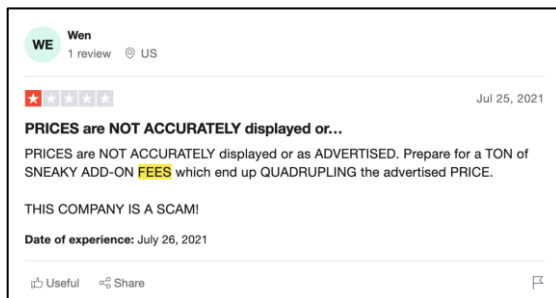 WE
Wen
1 review US
Jul 25, 2021
PRICES are NOT ACCURATELY displayed or...
PRICES are NOT ACCURATELY displayed or as ADVERTISED. Prepare for a TON of
SNEAKY ADD-ON FEES which end up QUADRUPLING the advertised PRICE.
THIS COMPANY IS A SCAM!
Date of experience: July 26, 2021
Useful Share